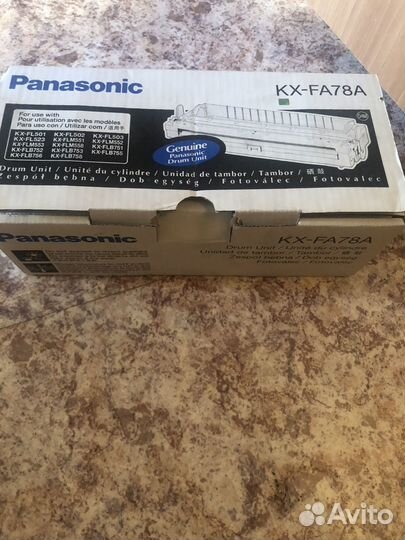 Panasonic
KX-FA78A
For use with
Pour utilisation avec les modèles
Para uso con / Utilizar com / 适用于
KX-FL501 KX-FL502 KX-FL503
KX-FL523 KX-FLM551 KX-FLM552
KX-FLM553 KX-FLM558 KX-FLB751
KX-FLB752 KX-FLB753 KX-FLB755
KX-FLB756 KX-FLB758
Genuine
Panasonic
Drum Unit
Drum Unit / Unité du cylindre / Unidad de tambor / Tambor / 硒鼓
Zespół bębna / Dob egység / Fotoválec / Fotovalec
Panasonic
KX-FA78A
Drum Unit / Unité du cylindre
Unidad de tambor / Tambor / 硒鼓
Zespół bębna / Dob egység
Fotoválec / Fotovalec
Avito